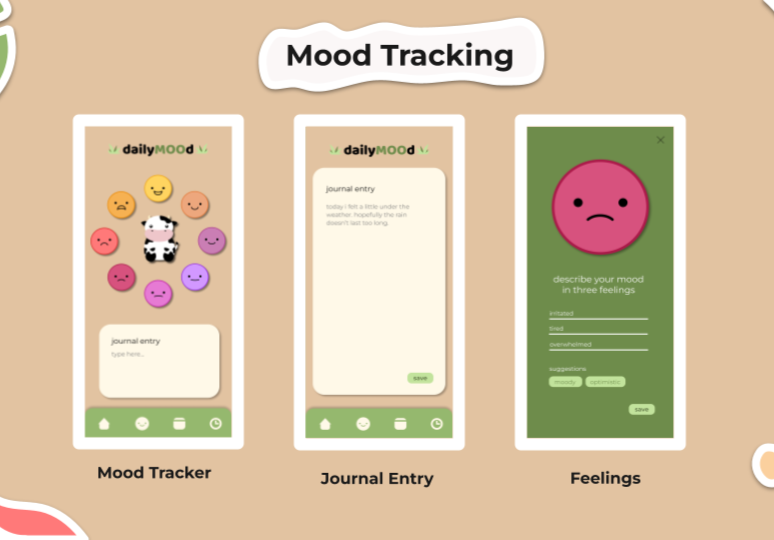 Mood Tracking
dailyMOOd
journal entry
type here...
Mood Tracker
dailyMOOd
journal entry
today i felt a little under the
weather. hopefully the rain
doesn't last too long.
save
Journal Entry
describe your mood
in three feelings
irritated
tired
overwhelmed
suggestions
moody optimistic
save
Feelings